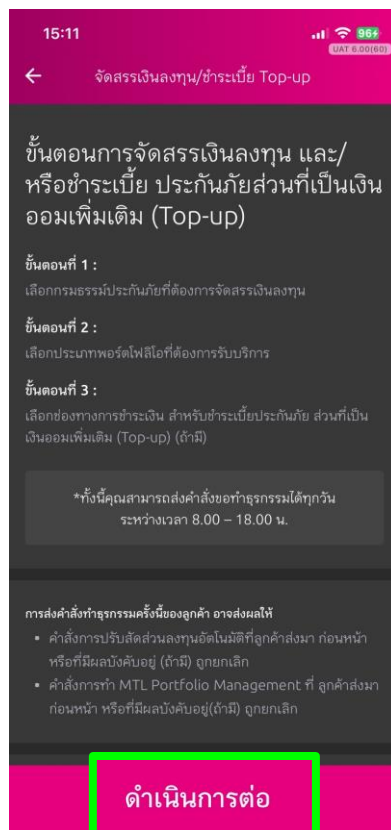 15:11
96
UAT 6.00(60)
จัดสรรเงินลงทุน/ชำระเบี้ย Top-up
ขั้นตอนการจัดสรรเงินลงทุน และ/
หรือชำระเบี้ย ประกันภัยส่วนที่เป็นเงิน
ออมเพิ่มเติม (Top-up)
ขั้นตอนที่ 1 :
เลือกกรมธรรม์ประกันภัยที่ต้องการจัดสรรเงินลงทุน
ขั้นตอนที่ 2 :
เลือกประเภทพอร์ตโฟลิโอที่ต้องการรับบริการ
ขั้นตอนที่ 3 :
เลือกช่องทางการชำระเงิน สำหรับชำระเบี้ยประกันภัย ส่วนที่เป็น
เงินออมเพิ่มเติม (Top-up) (ถ้ามี)
*ทั้งนี้คุณสามารถส่งคำสั่งขอทำธุรกรรมได้ทุกวัน
ระหว่างเวลา 8.00 – 18.00 น.
การส่งคำสั่งทำธุรกรรมครั้งนี้ของลูกค้า อาจส่งผลให้
▪ คำสั่งการปรับสัดส่วนลงทุนอัตโนมัติที่ลูกค้าส่งมา ก่อนหน้า
หรือที่มีผลบังคับอยู่ (ถ้ามี) ถูกยกเลิก
▪ คำสั่งการทำ MTL Portfolio Management ที่ ลูกค้าส่งมา
ก่อนหน้า หรือที่มีผลบังคับอยู่(ถ้ามี) ถูกยกเลิก
ดำเนินการต่อ